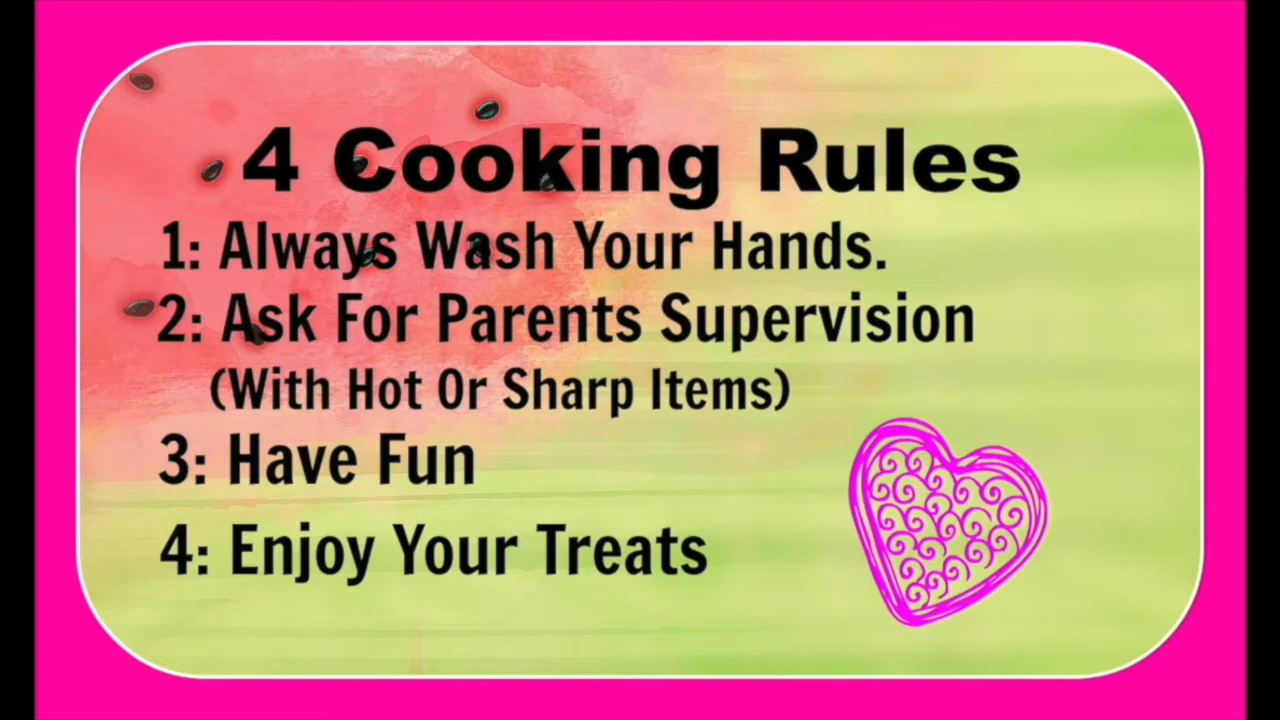 4 Cooking Rules
1: Always Wash Your Hands.
2: Ask For Parents Supervision
(With Hot Or Sharp Items)
3: Have Fun
4: Enjoy Your Treats